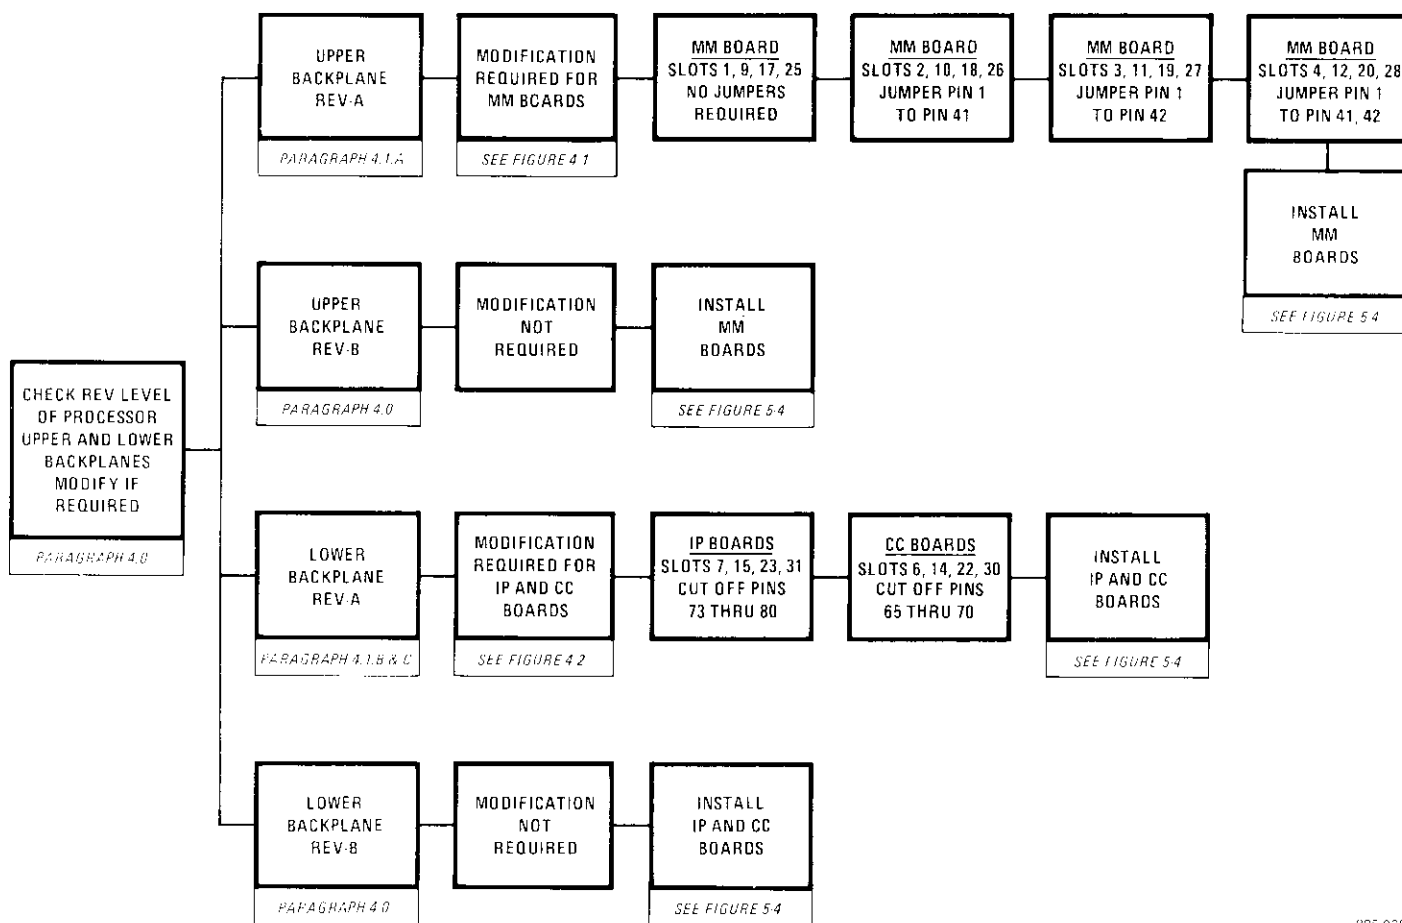 UPPER
BACKPLANE
REV-A
PARAGRAPH 4.1.A
MODIFICATION
REQUIRED FOR
MM BOARDS
SEE FIGURE 4.1
MM BOARD
SLOTS 1, 9, 17, 25
NO JUMPERS
REQUIRED
MM BOARD
SLOTS 2, 10, 18, 26
JUMPER PIN 1
TO PIN 41
MM BOARD
SLOTS 3, 11, 19, 27
JUMPER PIN 1
TO PIN 42
MM BOARD
SLOTS 4, 12, 20, 28
JUMPER PIN 1
TO PIN 41, 42
INSTALL
MM
BOARDS
SEE FIGURE 5-4
UPPER
BACKPLANE
REV-B
PARAGRAPH 4.0
MODIFICATION
NOT
REQUIRED
INSTALL
MM
BOARDS
SEE FIGURE 5-4
CHECK REV LEVEL
OF PROCESSOR
UPPER AND LOWER
BACKPLANES
MODIFY IF
REQUIRED
PARAGRAPH 4.0
LOWER
BACKPLANE
REV-A
PARAGRAPH 4.1.B & C
MODIFICATION
REQUIRED FOR
IP AND CC
BOARDS
SEE FIGURE 4.2
IP BOARDS
SLOTS 7, 15, 23, 31
CUT OFF PINS
73 THRU 80
CC BOARDS
SLOTS 6, 14, 22, 30
CUT OFF PINS
65 THRU 70
INSTALL
IP AND CC
BOARDS
SEE FIGURE 5-4
LOWER
BACKPLANE
REV-B
PARAGRAPH 4.0
MODIFICATION
NOT
REQUIRED
INSTALL
IP AND CC
BOARDS
SEE FIGURE 5-4